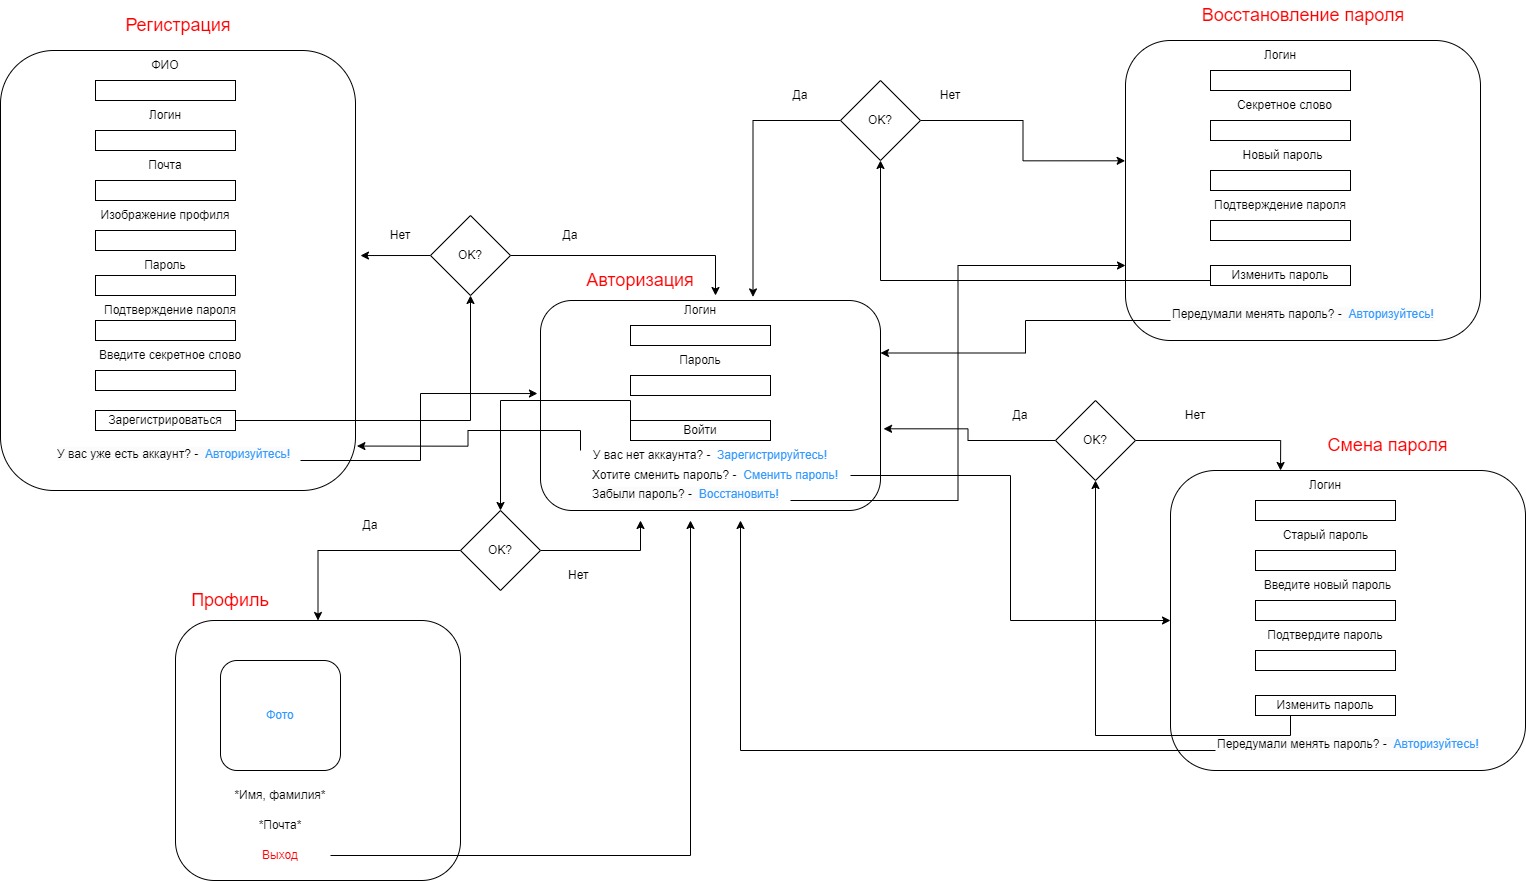 Регистрация
ФИО
Логин
Почта
Изображение профиля
Пароль
Подтверждение пароля
Введите секретное слово
Зарегистрироваться
У вас уже есть аккаунт? - Авторизуйтесь!
Нет
OK?
Да
Авторизация
Логин
Пароль
Войти
У вас нет аккаунта? - Зарегистрируйтесь!
Хотите сменить пароль? - Сменить пароль!
Забыли пароль? - Восстановить!
Да
OK?
Нет
Восстановление пароля
Логин
Секретное слово
Новый пароль
Подтверждение пароля
Изменить пароль
Передумали менять пароль? - Авторизуйтесь!
Да
OK?
Нет
Смена пароля
Логин
Старый пароль
Введите новый пароль
Подтвердите пароль
Изменить пароль
Передумали менять пароль? - Авторизуйтесь!
Да
OK?
Нет
Профиль
Фото
*Имя, фамилия*
*Почта*
Выход